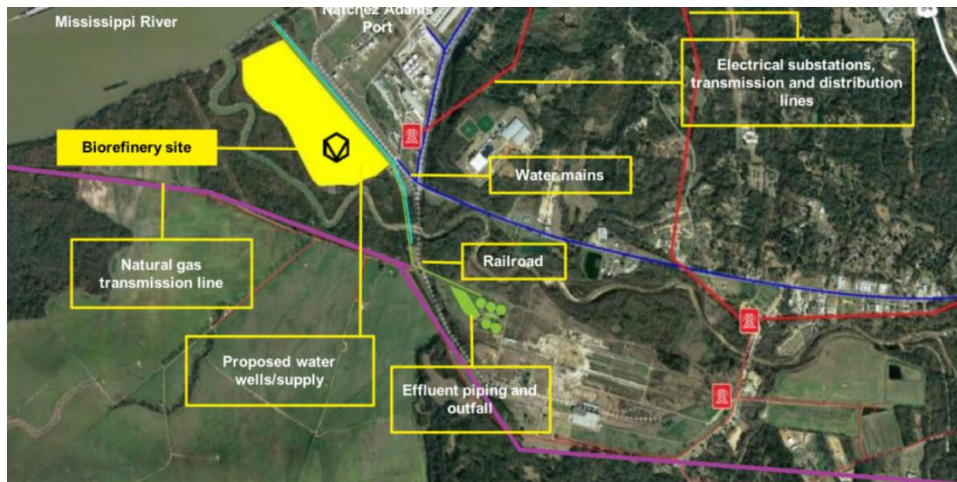 Mississippi River
Natchez Adams
Port
Electrical substations,
transmission and distribution
lines
Biorefinery site
Water mains
Natural gas
transmission line
Railroad
Proposed water
wells/supply
Effluent piping and
outfall